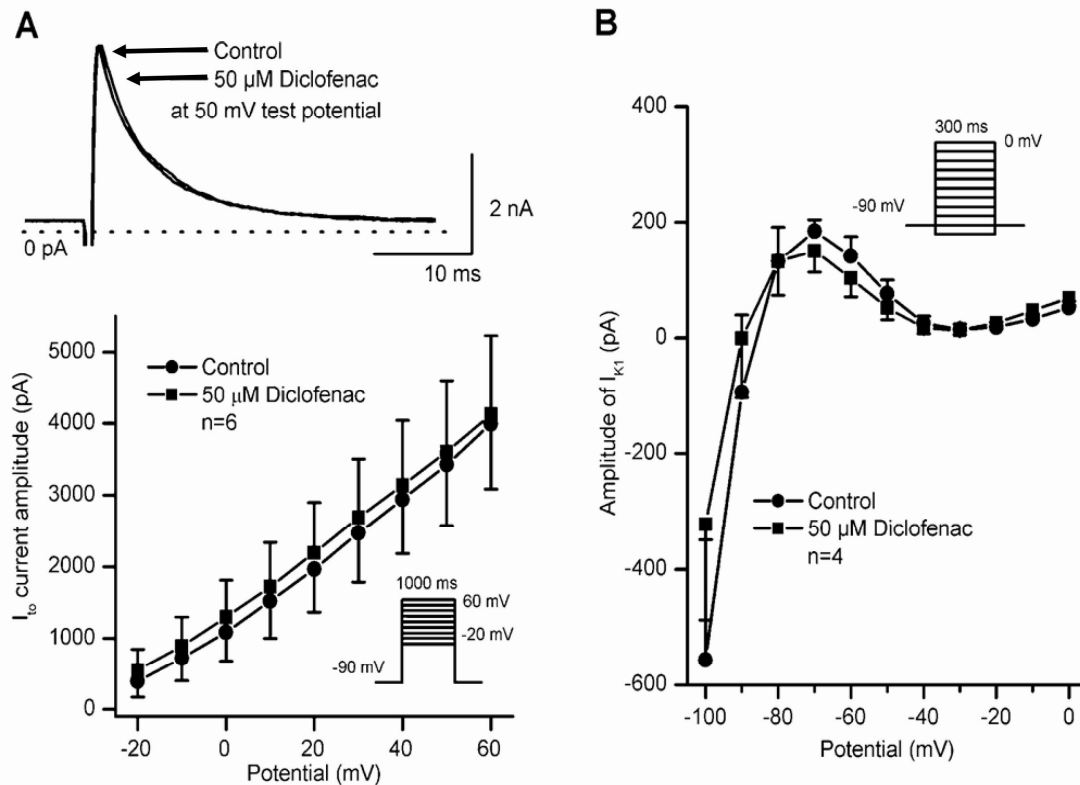 A
Control
50 µM Diclofenac
at 50 mV test potential
0 pA
2 nA
10 ms
I_to current amplitude (pA)
5000
4000
3000
2000
1000
0
Control
50 µM Diclofenac
n=6
1000 ms
60 mV
-20 mV
-90 mV
-20
0
20
40
60
Potential (mV)
B
Amplitude of I_K1 (pA)
400
200
0
-200
-400
-600
300 ms
0 mV
-90 mV
Control
50 µM Diclofenac
n=4
-100
-80
-60
-40
-20
0
Potential (mV)